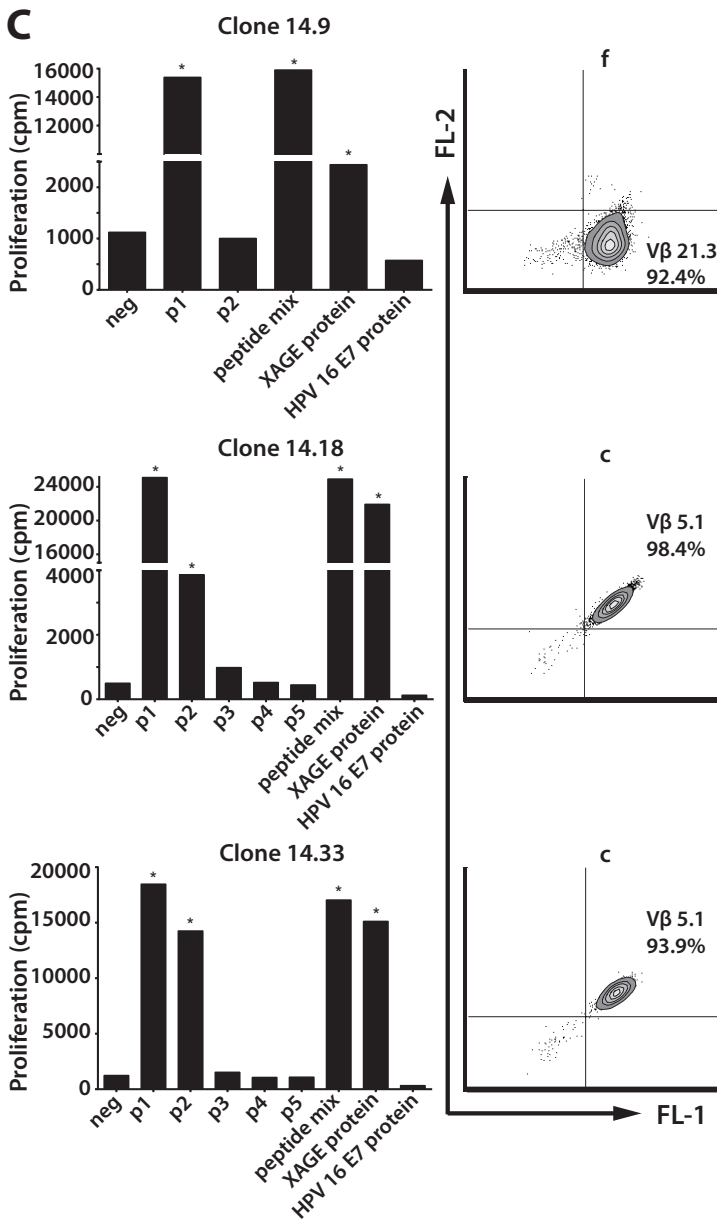 C
Clone 14.9
Proliferation (cpm)
16000
12000
2000
1000
0
*
*
*
neg
p1
p2
peptide mix
XAGE protein
HPV 16 E7 protein
f
FL-2
Vβ 21.3
92.4%
Clone 14.18
Proliferation (cpm)
24000
20000
16000
4000
2000
0
*
*
*
*
neg
p1
p2
p3
p4
p5
peptide mix
XAGE protein
HPV 16 E7 protein
c
Vβ 5.1
98.4%
Clone 14.33
Proliferation (cpm)
20000
15000
10000
5000
0
*
*
*
*
neg
p1
p2
p3
p4
p5
peptide mix
XAGE protein
HPV 16 E7 protein
c
Vβ 5.1
93.9%
FL-1